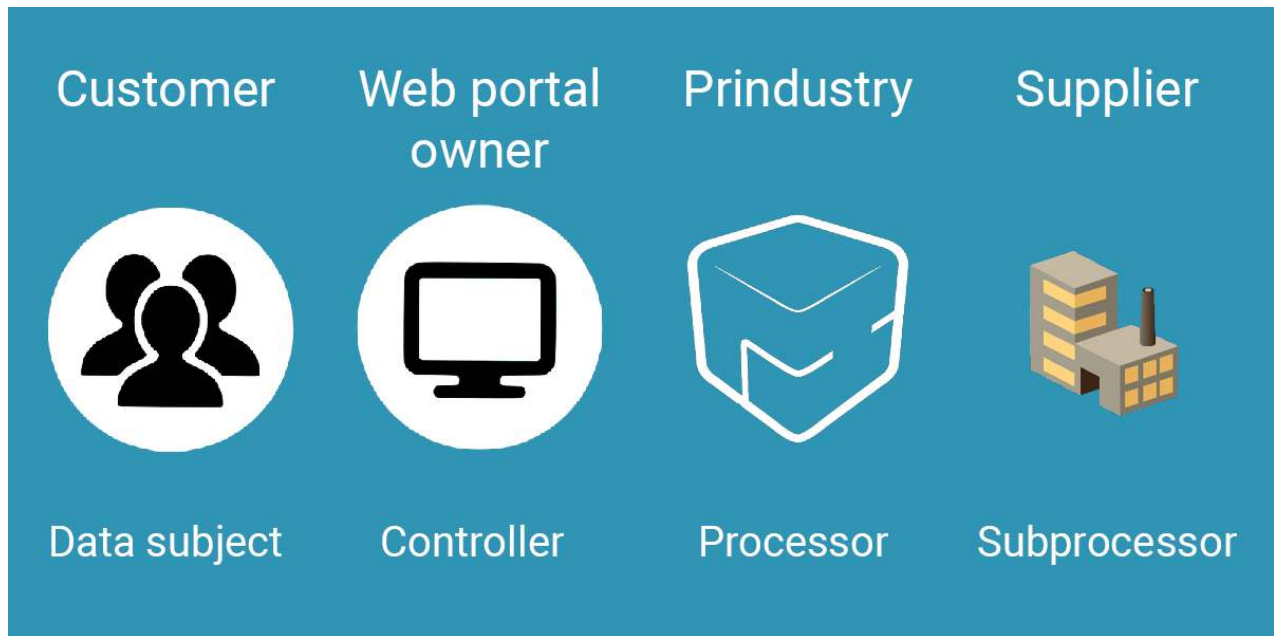 Customer
Web portal
owner
Prindustry
Supplier
Data subject
Controller
Processor
Subprocessor